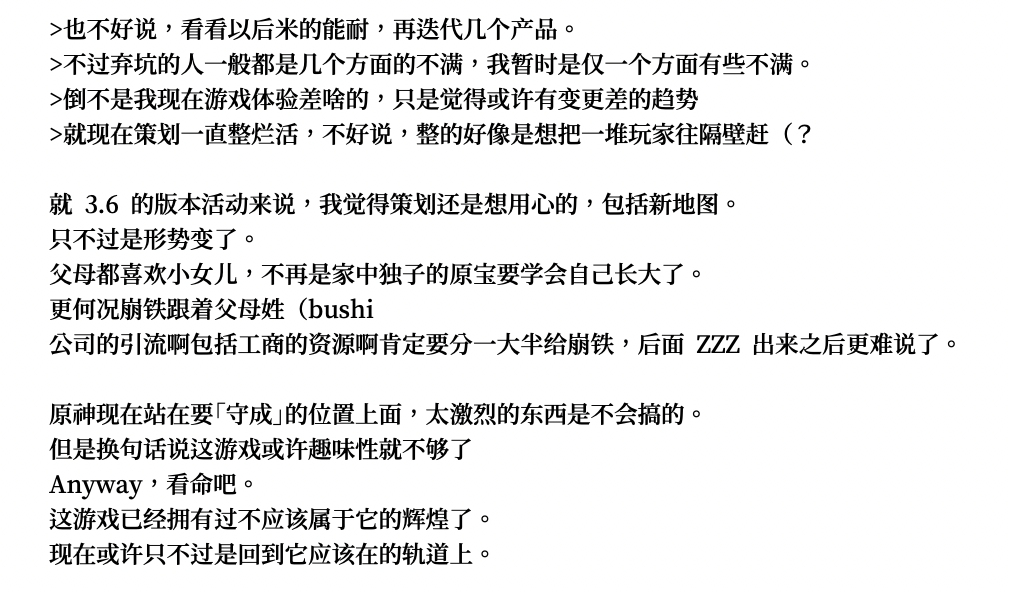 >也不好说，看看以后米的能耐，再迭代几个产品。
>不过弃坑的人一般都是几个方面的不满，我暂时是仅一个方面有些不满。
>倒不是我现在游戏体验差啥的，只是觉得或许有变更差的趋势
>就现在策划一直整烂活，不好说，整的好像是想把一堆玩家往隔壁赶（？
就 3.6 的版本活动来说，我觉得策划还是想用心的，包括新地图。
只不过是形势变了。
父母都喜欢小女儿，不再是家中独子的原宝要学会自己长大了。
更何况崩铁跟着父母姓（bushi
公司的引流啊包括工商的资源啊肯定要分一大半给崩铁，后面 ZZZ 出来之后更难说了。
原神现在站在要「守成」的位置上面，太激烈的东西是不会搞的。
但是换句话说这游戏或许趣味性就不够了
Anyway，看命吧。
这游戏已经拥有过不应该属于它的辉煌了。
现在或许只不过是回到它应该在的轨道上。